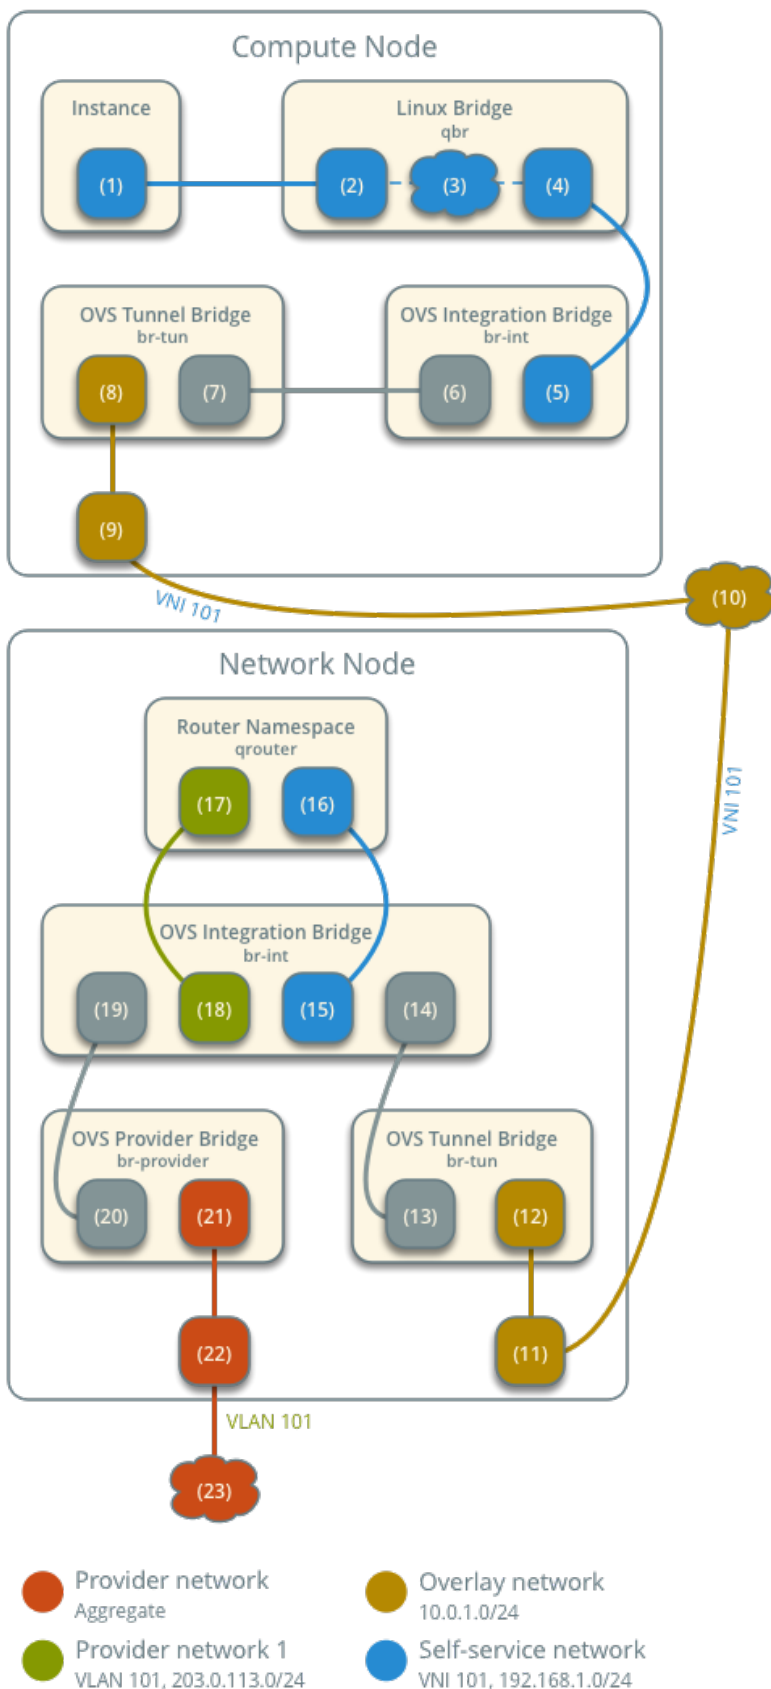 Compute Node
Instance
Linux Bridge
qbr
(1)
(2)
(3)
(4)
OVS Tunnel Bridge
br-tun
OVS Integration Bridge
br-int
(8)
(7)
(6)
(5)
(9)
VNI 101
(10)
Network Node
Router Namespace
qrouter
(17)
(16)
VNI 101
OVS Integration Bridge
br-int
(19)
(18)
(15)
(14)
OVS Provider Bridge
br-provider
OVS Tunnel Bridge
br-tun
(20)
(21)
(13)
(12)
(22)
(11)
VLAN 101
(23)
Provider network
Aggregate
Overlay network
10.0.1.0/24
Provider network 1
VLAN 101, 203.0.113.0/24
Self-service network
VNI 101, 192.168.1.0/24